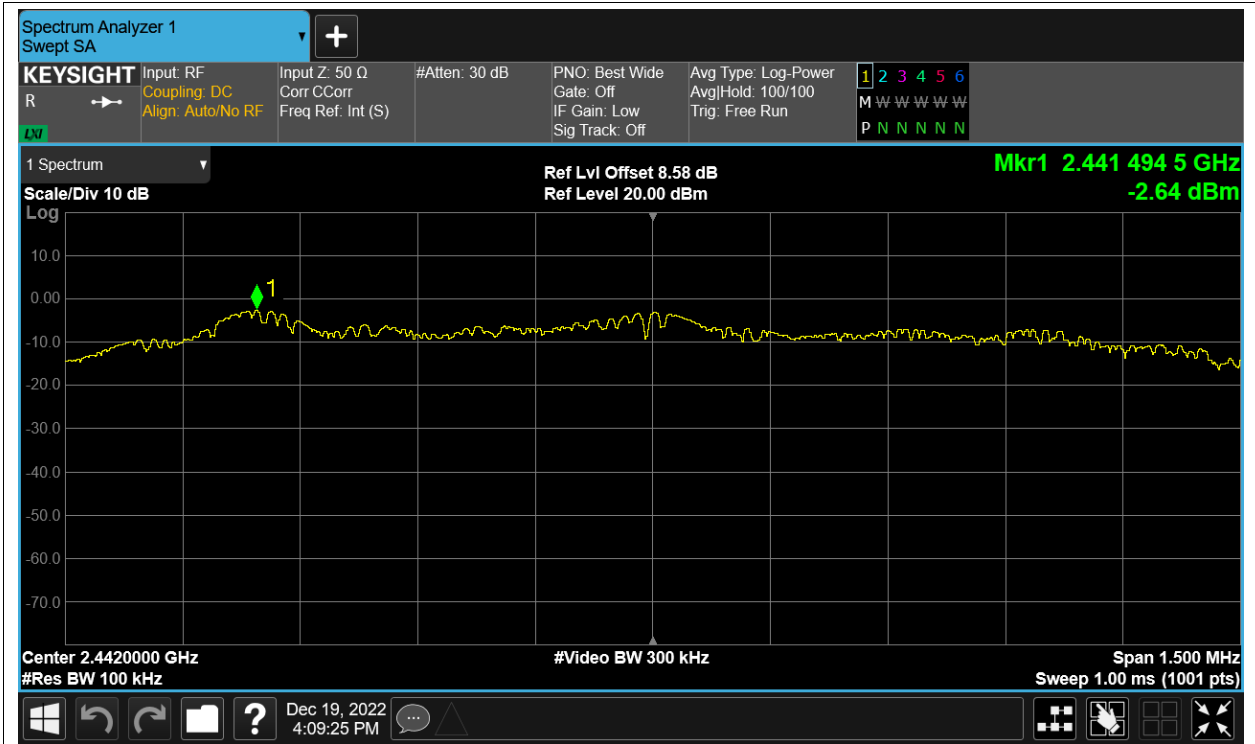 Spectrum Analyzer 1
Swept SA
KEYSIGHT
R
LXI
Input: RF
Coupling: DC
Align: Auto/No RF
Input Z: 50 Ω
Corr CCorr
Freq Ref: Int (S)
#Atten: 30 dB
PNO: Best Wide
Gate: Off
IF Gain: Low
Sig Track: Off
Avg Type: Log-Power
Avg|Hold: 100/100
Trig: Free Run
1 2 3 4 5 6
M W W W W W W
P N N N N N
1 Spectrum
Scale/Div 10 dB
Log
Ref Lvl Offset 8.58 dB
Ref Level 20.00 dBm
Mkr1 2.441 494 5 GHz
-2.64 dBm
10.0
0.00
-10.0
-20.0
-30.0
-40.0
-50.0
-60.0
-70.0
1
Center 2.4420000 GHz
#Res BW 100 kHz
#Video BW 300 kHz
Span 1.500 MHz
Sweep 1.00 ms (1001 pts)
?
Dec 19, 2022
4:09:25 PM